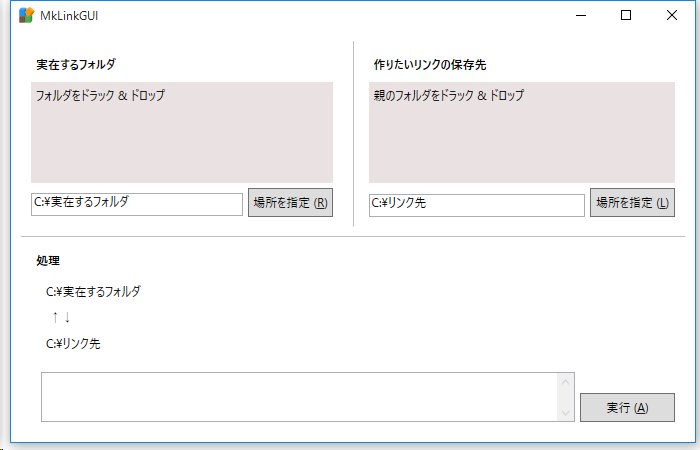 MkLinkGUI
実在するフォルダ
フォルダをドラック & ドロップ
C:¥実在するフォルダ
場所を指定 (R)
作りたいリンクの保存先
親のフォルダをドラック & ドロップ
C:¥リンク先
場所を指定 (L)
処理
C:¥実在するフォルダ
↑ ↓
C:¥リンク先
実行 (A)